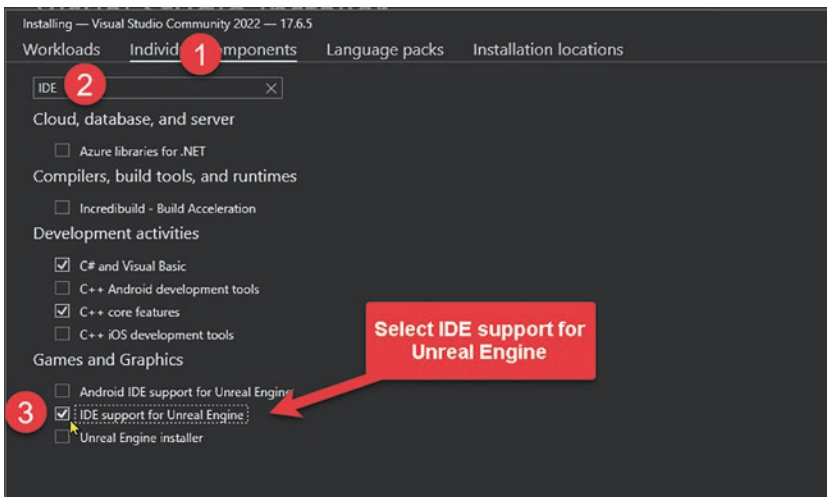 Installing — Visual Studio Community 2022 — 17.6.5
Workloads Individ 1 mponents Language packs Installation locations
IDE 2
Cloud, database, and server
Azure libraries for .NET
Compilers, build tools, and runtimes
Incredibuild - Build Acceleration
Development activities
C# and Visual Basic
C++ Android development tools
C++ core features
C++ iOS development tools
Select IDE support for
Unreal Engine
Games and Graphics
Android IDE support for Unreal Engine
3 IDE support for Unreal Engine
Unreal Engine installer